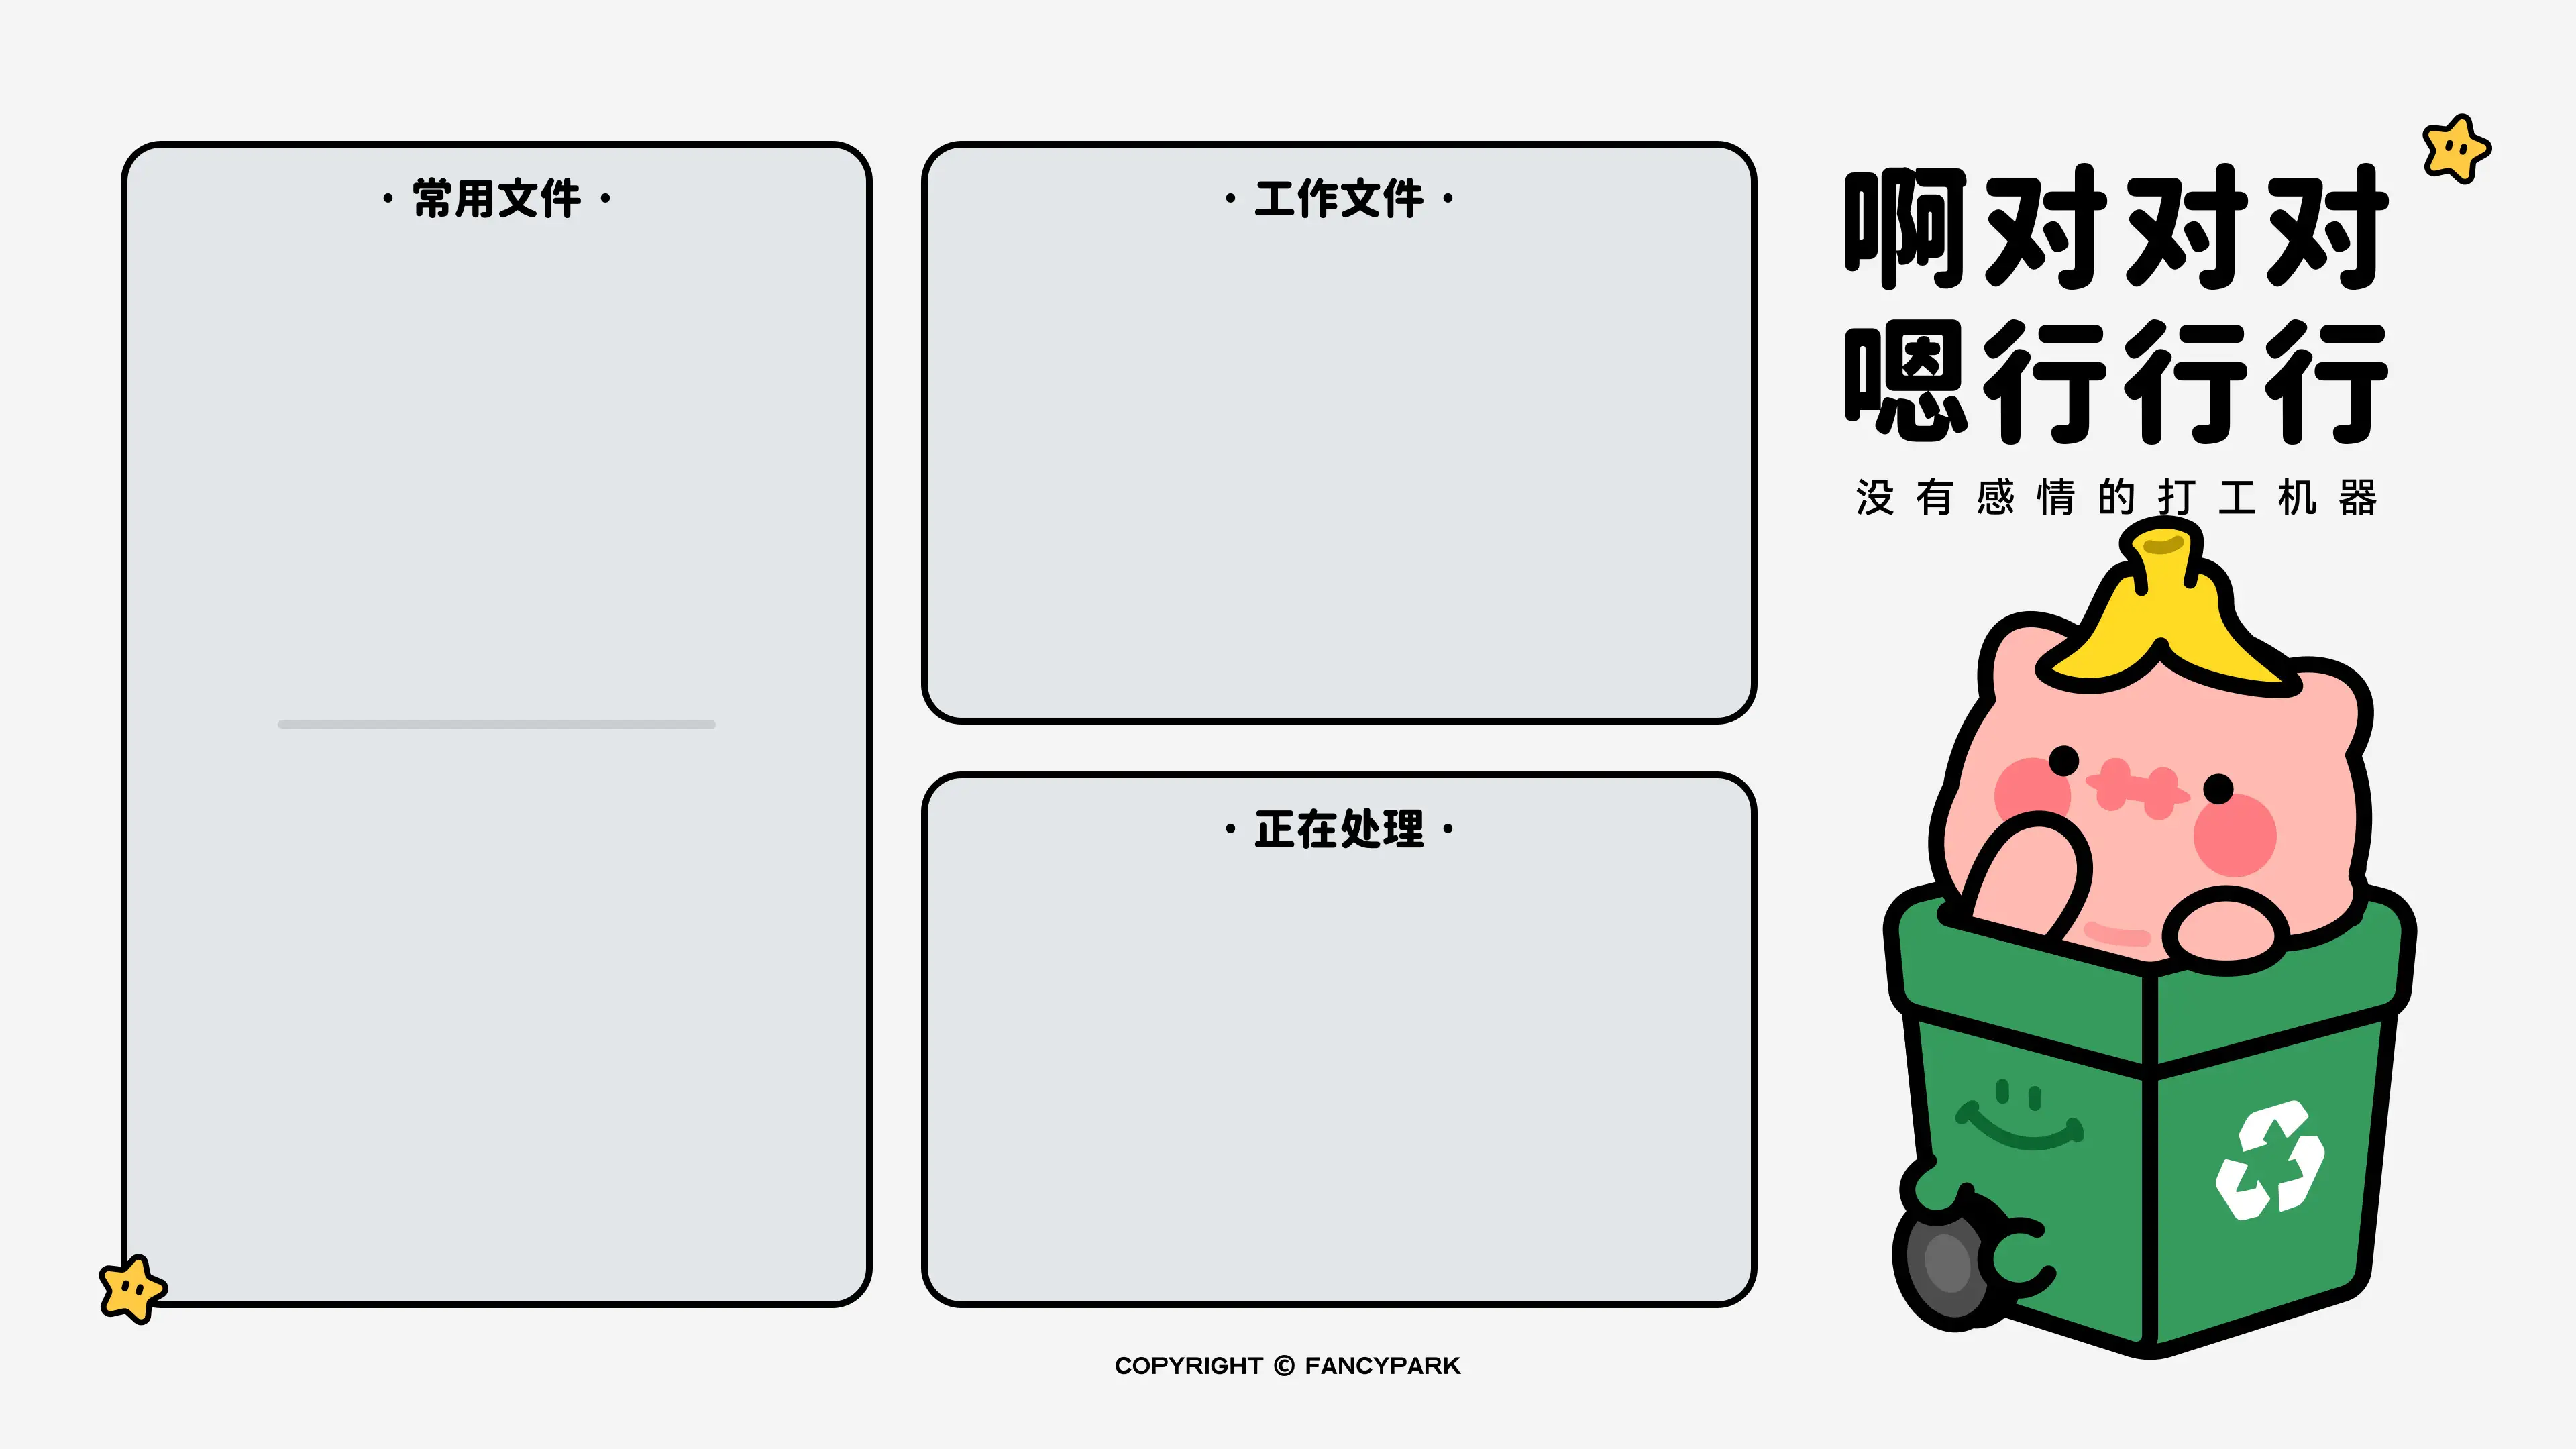 · 常用文件 ·
· 工作文件 ·
· 正在处理 ·
啊对对对
嗯行行行
没有感情的打工机器
COPYRIGHT © FANCYPARK